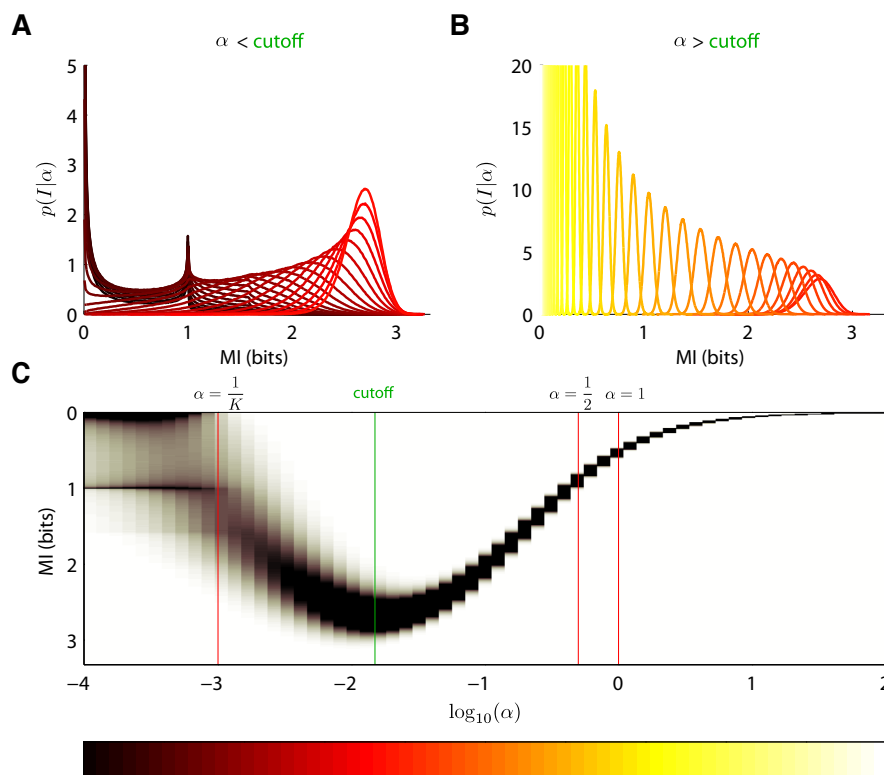 A
α < cutoff
5
4
3
2
1
0
p(I|α)
0 1 2 3
MI (bits)
B
α > cutoff
20
15
10
5
0
p(I|α)
0 1 2 3
MI (bits)
C
α = 1/K
cutoff
α = 1/2
α = 1
0
1
2
3
MI (bits)
−4 −3 −2 −1 0 1 2
log₁₀(α)